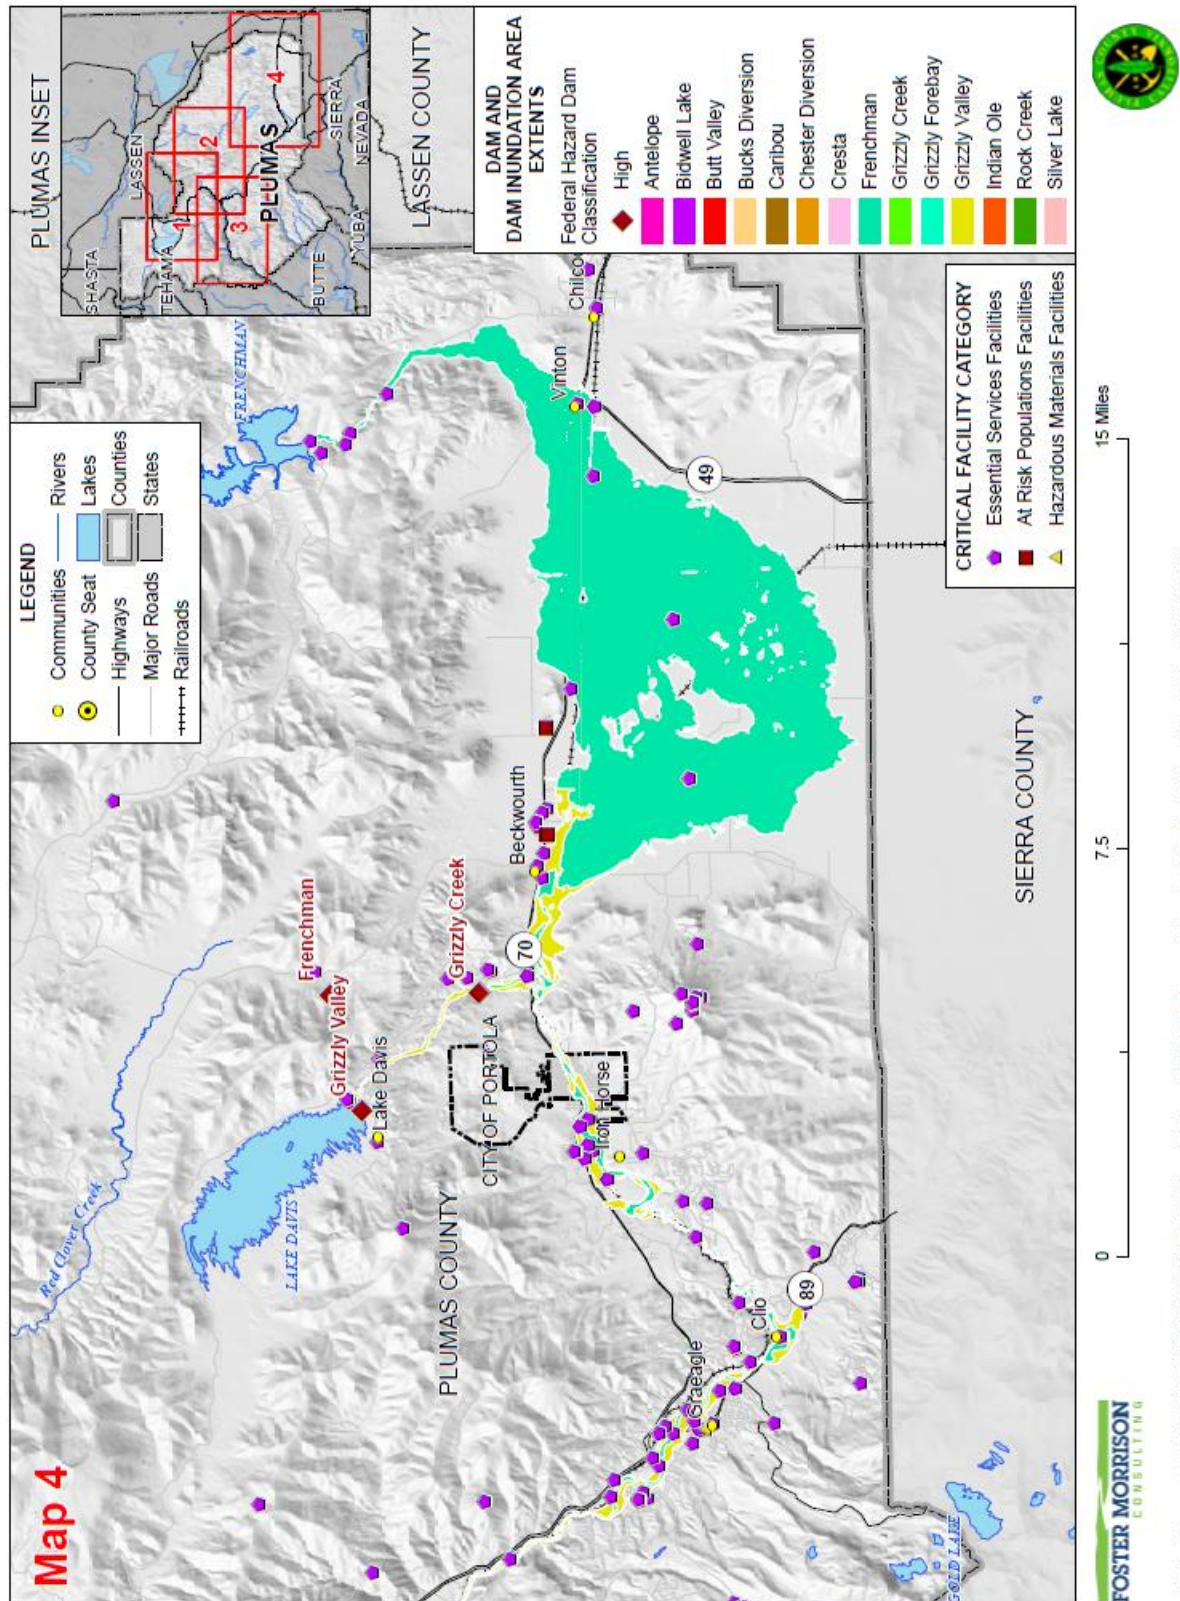 Map 4
LEGEND
Communities
County Seat
Highways
Major Roads
Railroads
Rivers
Lakes
Counties
States
PLUMAS INSET
SHASTA
LASSEN
TEHAMA
PLUMAS
BUTTE
YUBA
SIERRA
NEVADA
1
2
3
4
LASSEN COUNTY
DAM AND
DAM INUNDATION AREA
EXTENTS
Federal Hazard Dam
Classification
High
Antelope
Bidwell Lake
Butt Valley
Bucks Diversion
Caribou
Chester Diversion
Cresta
Frenchman
Grizzly Creek
Grizzly Forebay
Grizzly Valley
Indian Ole
Rock Creek
Silver Lake
CRITICAL FACILITY CATEGORY
Essential Services Facilities
At Risk Populations Facilities
Hazardous Materials Facilities
Red Clover Creek
LAKE DAVIS
Grizzly Valley
Frenchman
Lake Davis
Grizzly Creek
FRENCHMAN
PLUMAS COUNTY
CITY OF PORTOLA
70
Beckwourth
Vinton
Chilcoo
49
Iron Horse
Graeagle
Clio
89
SIERRA COUNTY
GOLD LAKE
FOSTER MORRISON
CONSULTING
0
7.5
15 Miles